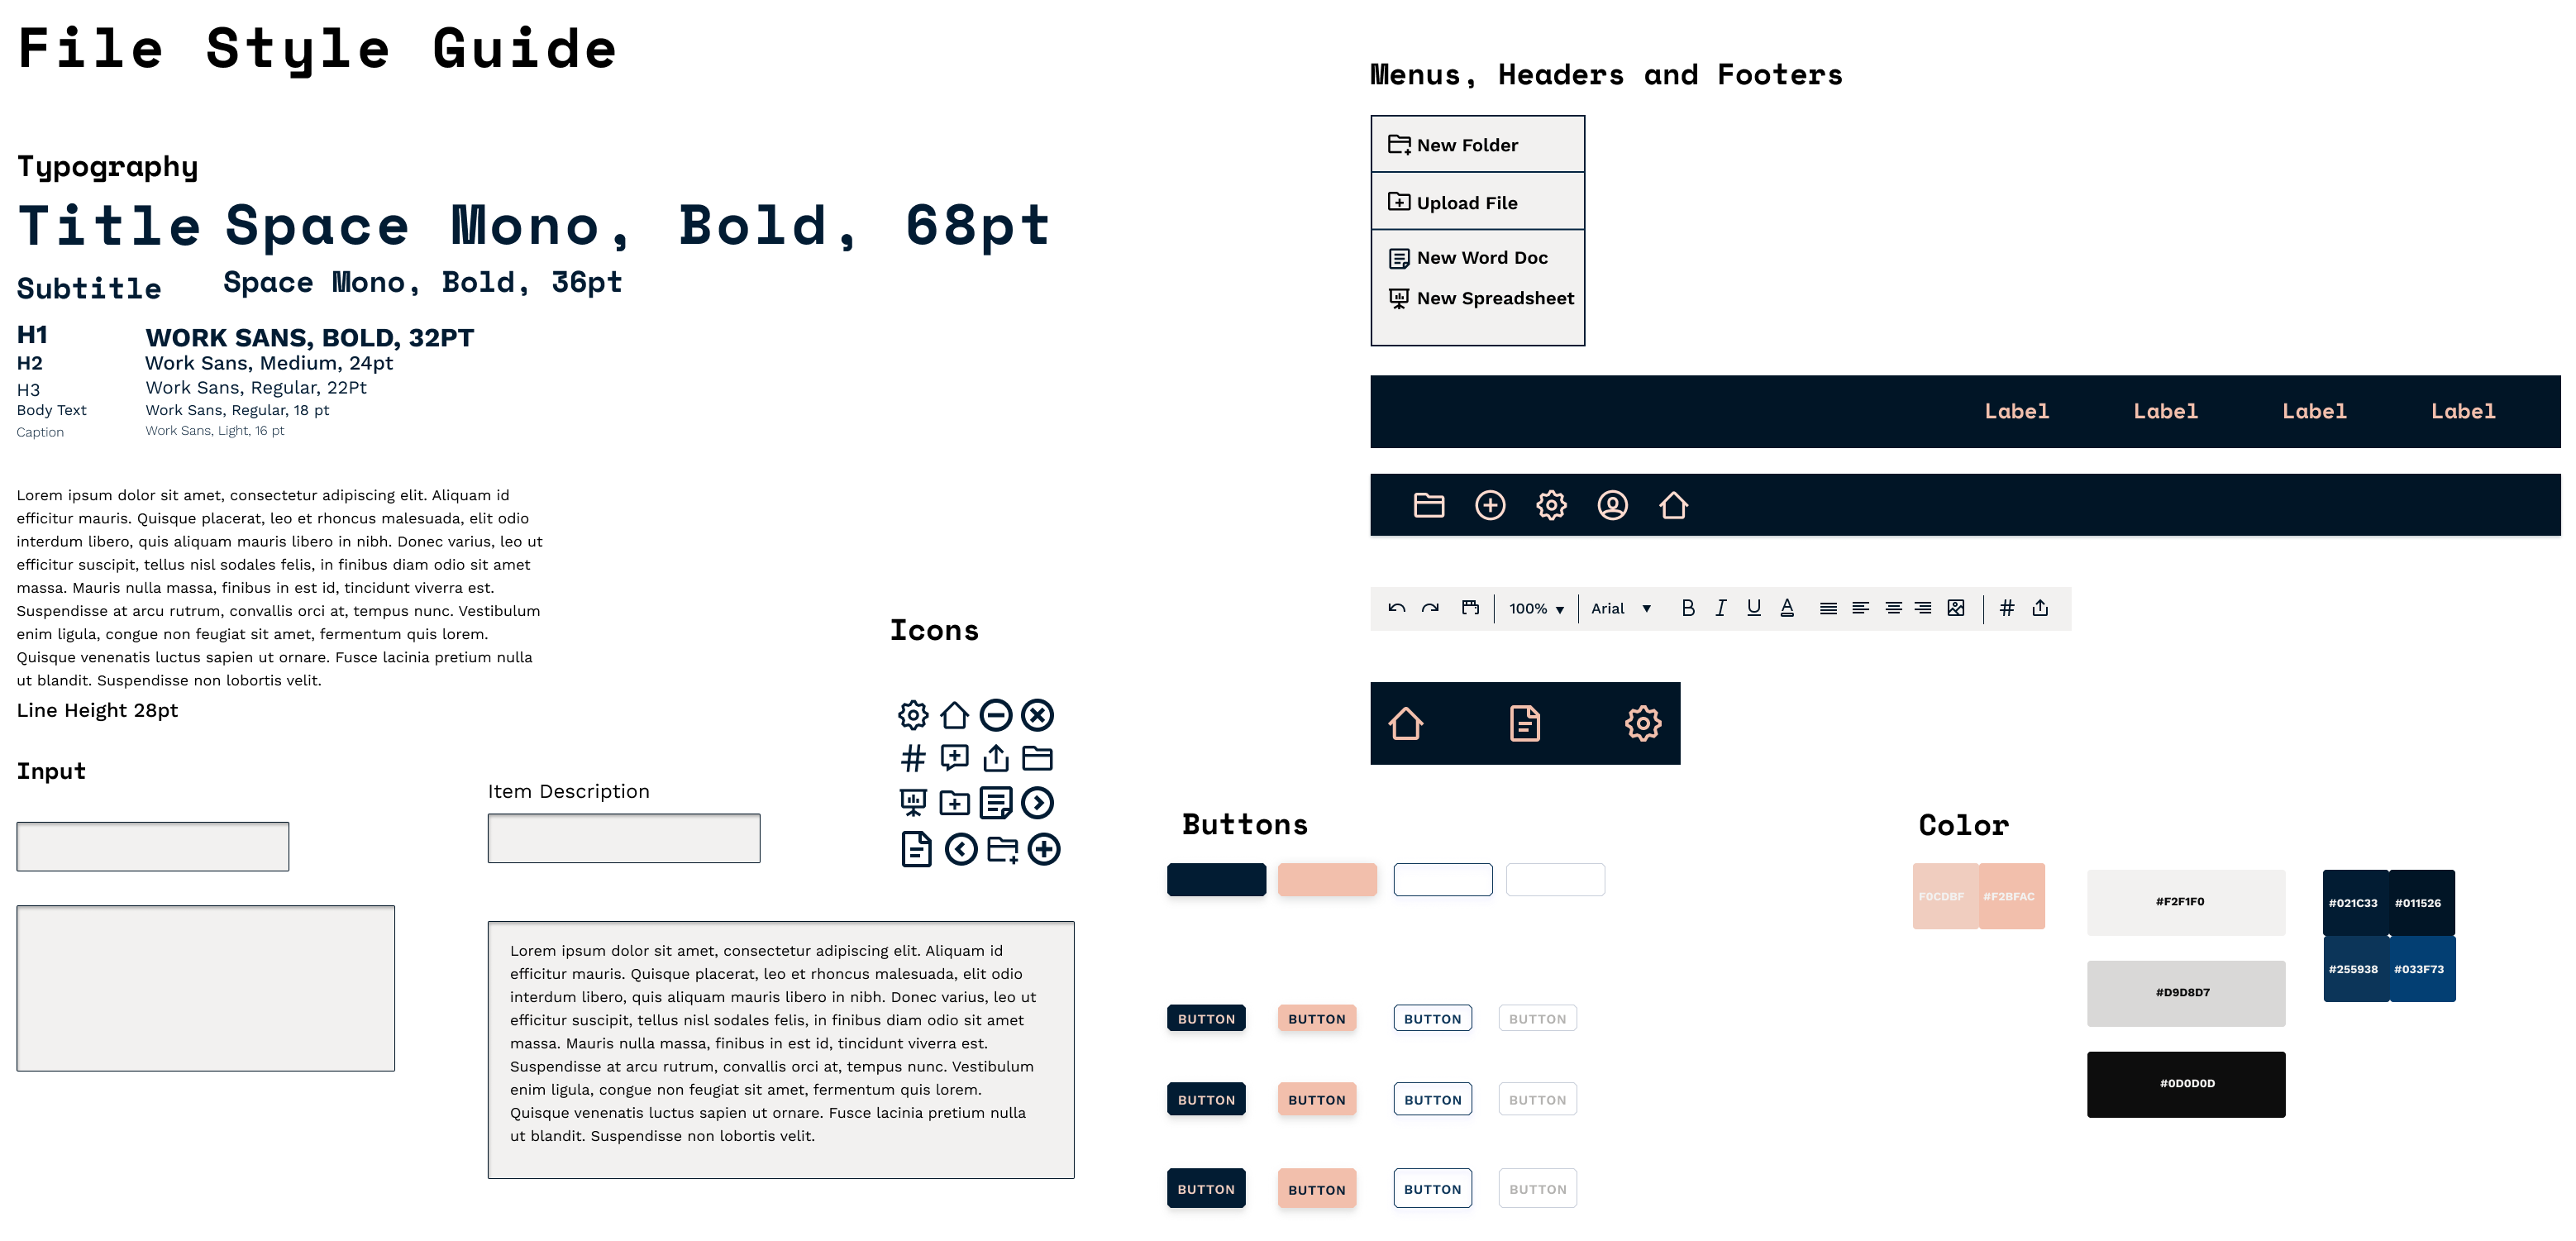 File Style Guide
Typography
Title Space Mono, Bold, 68pt
Subtitle Space Mono, Bold, 36pt
H1 WORK SANS, BOLD, 32PT
H2 Work Sans, Medium, 24pt
H3 Work Sans, Regular, 22Pt
Body Text Work Sans, Regular, 18 pt
Caption Work Sans, Light, 16 pt
Lorem ipsum dolor sit amet, consectetur adipiscing elit. Aliquam id
efficitur mauris. Quisque placerat, leo et rhoncus malesuada, elit odio
interdum libero, quis aliquam mauris libero in nibh. Donec varius, leo ut
efficitur suscipit, tellus nisl sodales felis, in finibus diam odio sit amet
massa. Mauris nulla massa, finibus in est id, tincidunt viverra est.
Suspendisse at arcu rutrum, convallis orci at, tempus nunc. Vestibulum
enim ligula, congue non feugiat sit amet, fermentum quis lorem.
Quisque venenatis luctus sapien ut ornare. Fusce lacinia pretium nulla
ut blandit. Suspendisse non lobortis velit.
Line Height 28pt
Input
Item Description
Lorem ipsum dolor sit amet, consectetur adipiscing elit. Aliquam id
efficitur mauris. Quisque placerat, leo et rhoncus malesuada, elit odio
interdum libero, quis aliquam mauris libero in nibh. Donec varius, leo ut
efficitur suscipit, tellus nisl sodales felis, in finibus diam odio sit amet
massa. Mauris nulla massa, finibus in est id, tincidunt viverra est.
Suspendisse at arcu rutrum, convallis orci at, tempus nunc. Vestibulum
enim ligula, congue non feugiat sit amet, fermentum quis lorem.
Quisque venenatis luctus sapien ut ornare. Fusce lacinia pretium nulla
ut blandit. Suspendisse non lobortis velit.
Icons
Menus, Headers and Footers
New Folder
Upload File
New Word Doc
New Spreadsheet
Label Label Label Label
100% Arial B I U A #
Buttons
BUTTON BUTTON BUTTON BUTTON
BUTTON BUTTON BUTTON BUTTON
BUTTON BUTTON BUTTON BUTTON
Color
F0CDBF #F2BFAC
#F2F1F0
#D9D8D7
#0D0D0D
#021C33 #011526
#255938 #033F73